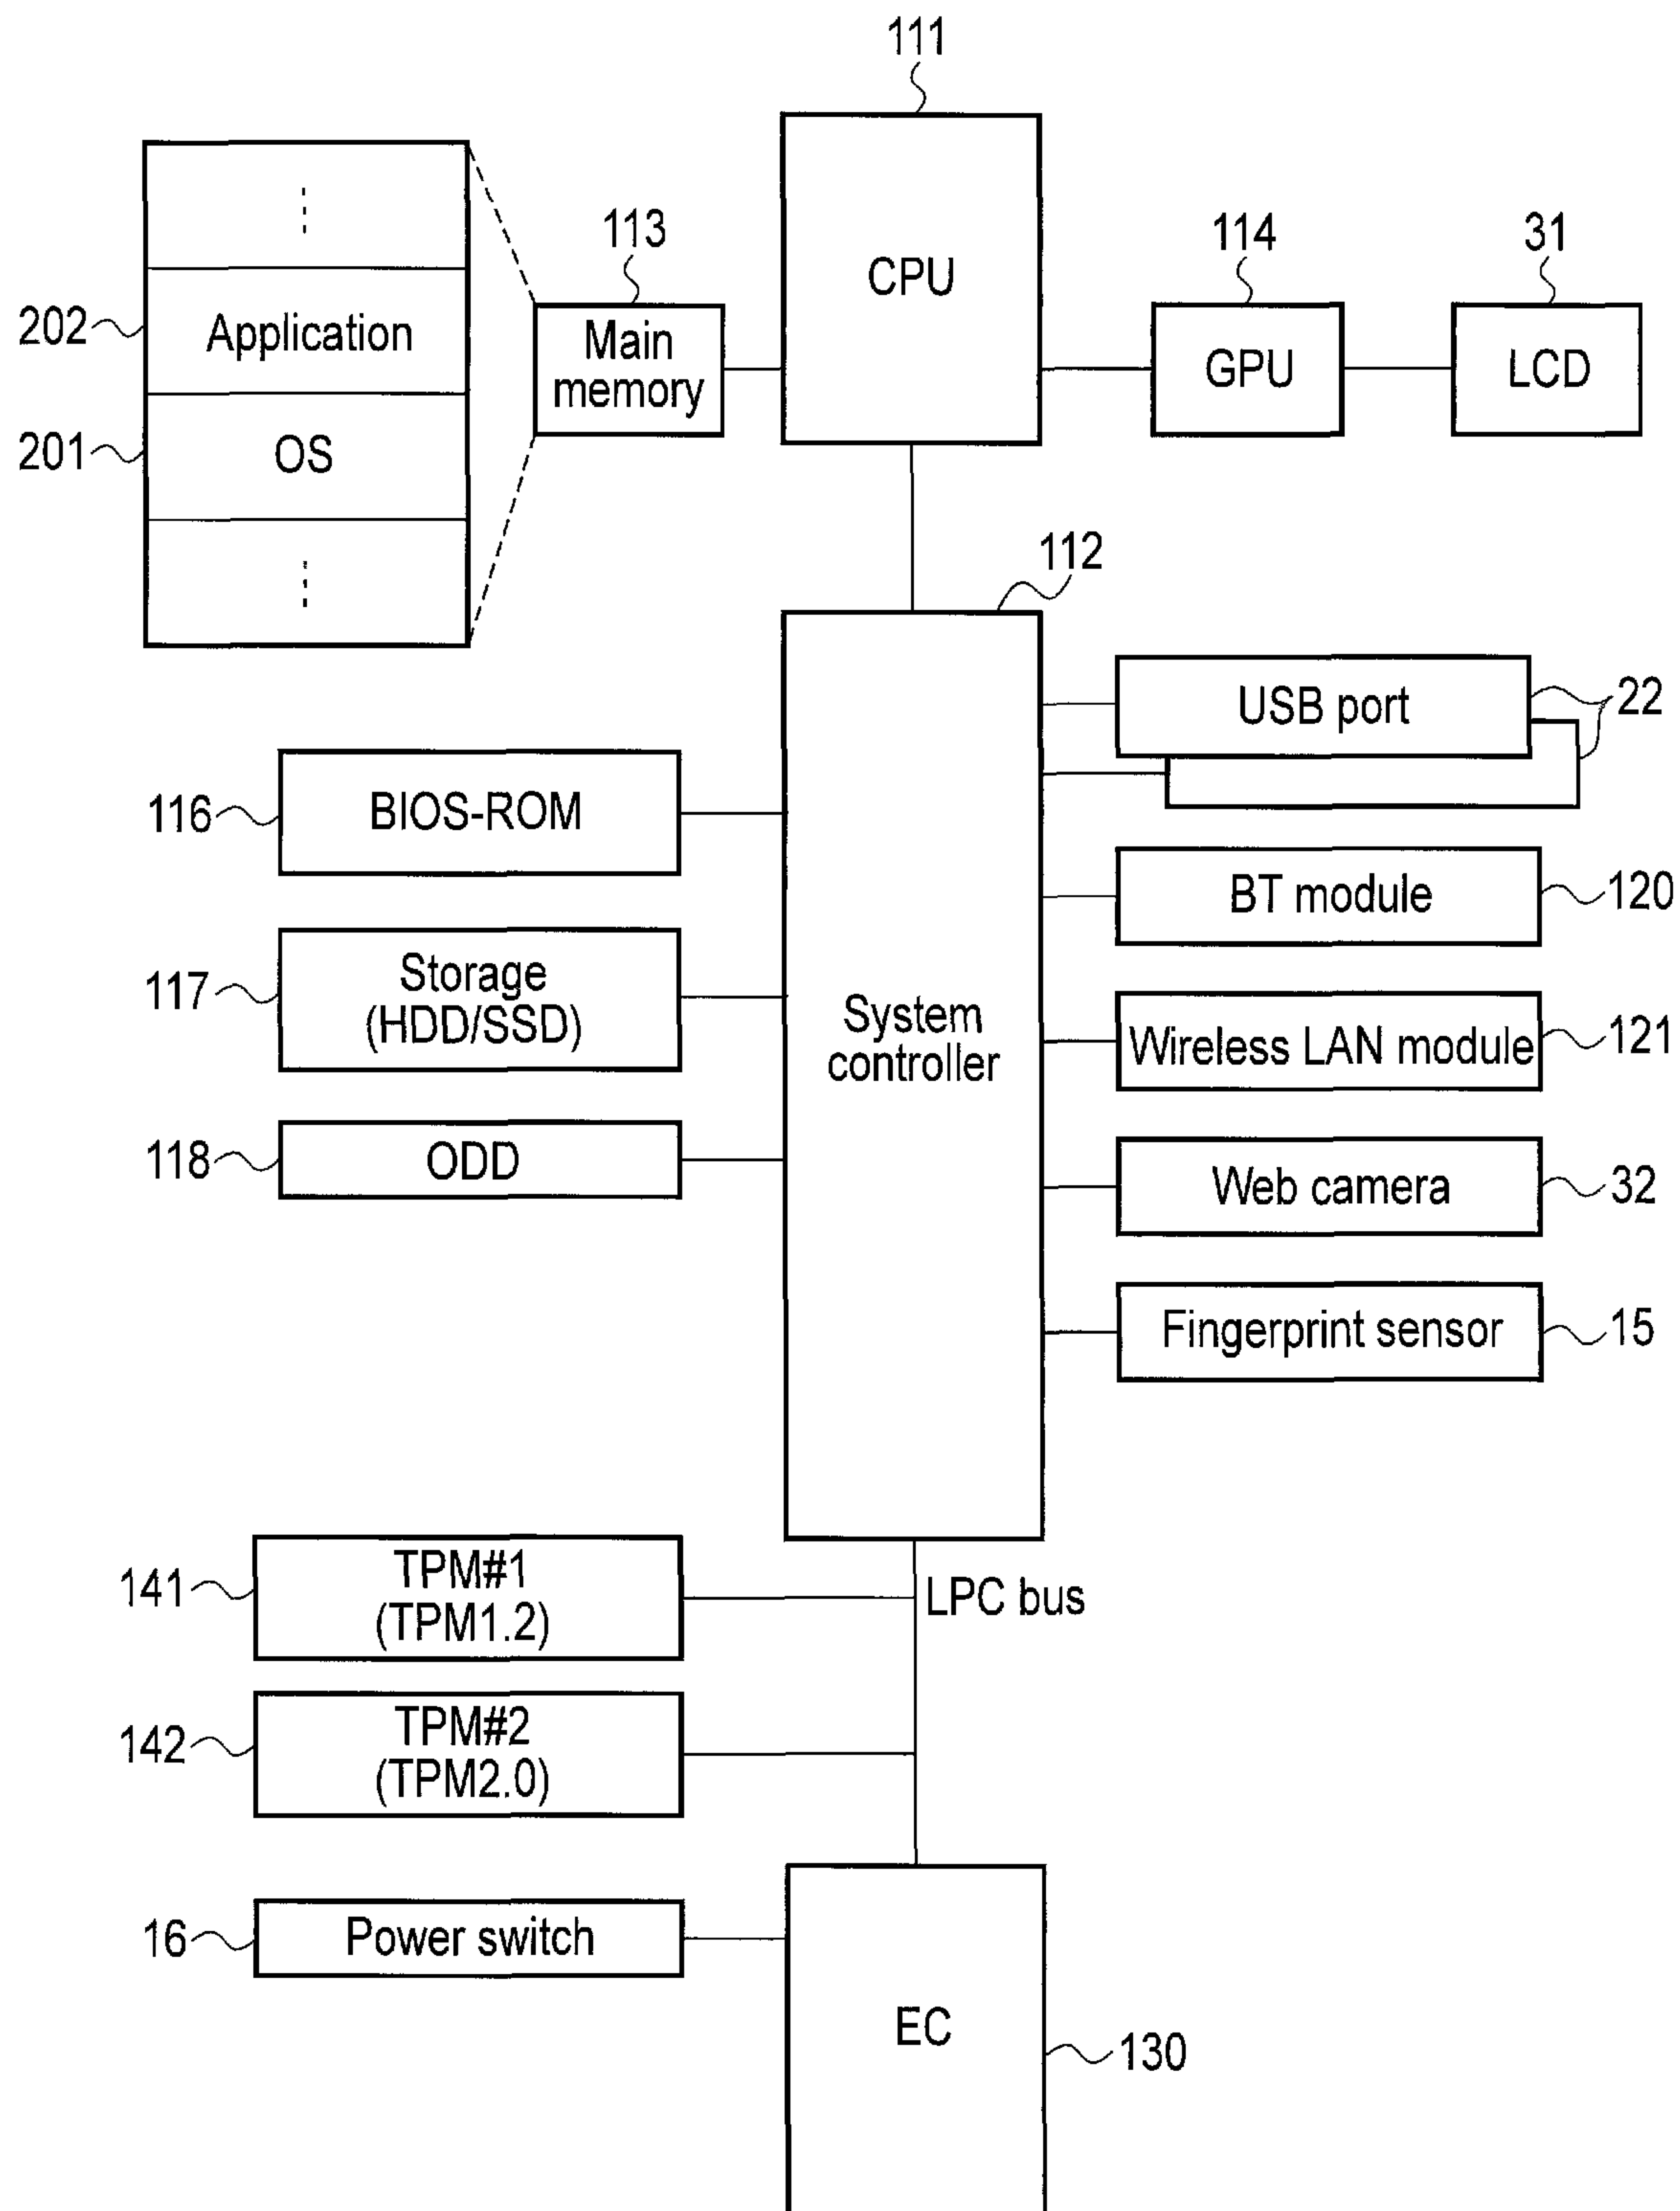 111
113
114
31
CPU
202
Application
Main
memory
GPU
LCD
201
OS
112
USB port
22
116
BIOS-ROM
BT module
120
117
Storage
(HDD/SSD)
System
controller
Wireless LAN module
121
118
ODD
Web camera
32
Fingerprint sensor
15
141
TPM#1
(TPM1.2)
LPC bus
142
TPM#2
(TPM2.0)
16
Power switch
EC
130